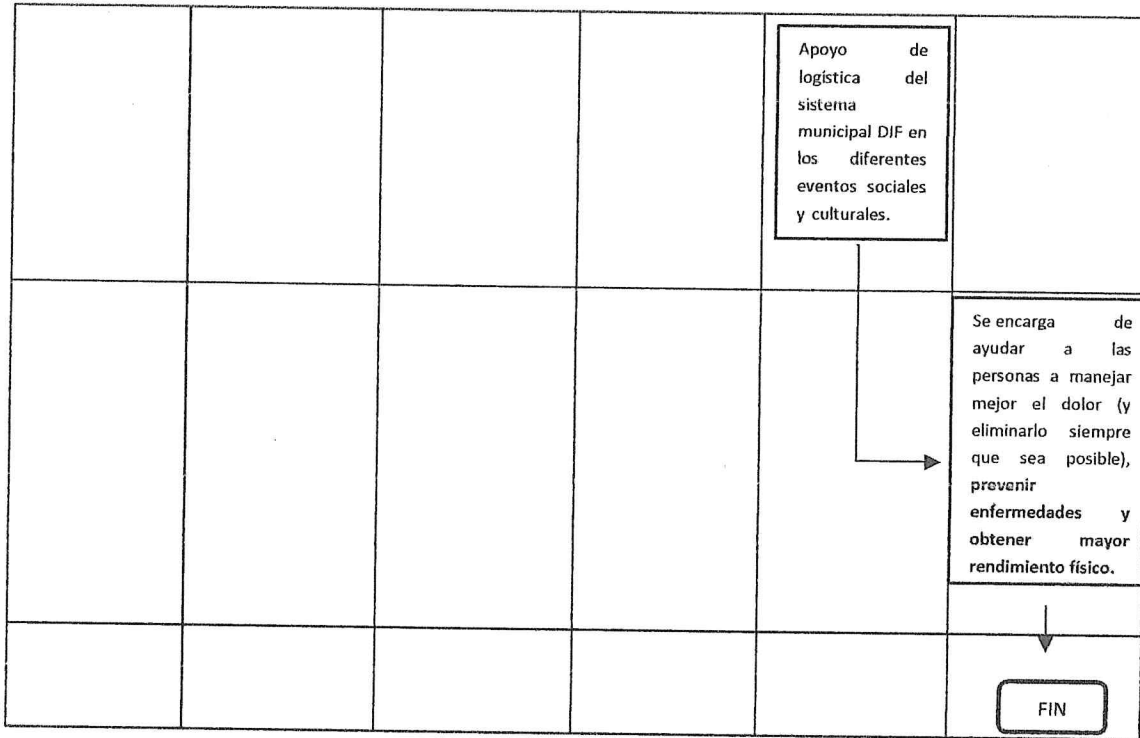 Apoyo de
logística del
sistema
municipal DIF en
los diferentes
eventos sociales
y culturales.
Se encarga de
ayudar a las
personas a manejar
mejor el dolor (y
eliminarlo siempre
que sea posible),
prevenir
enfermedades y
obtener mayor
rendimiento físico.
FIN